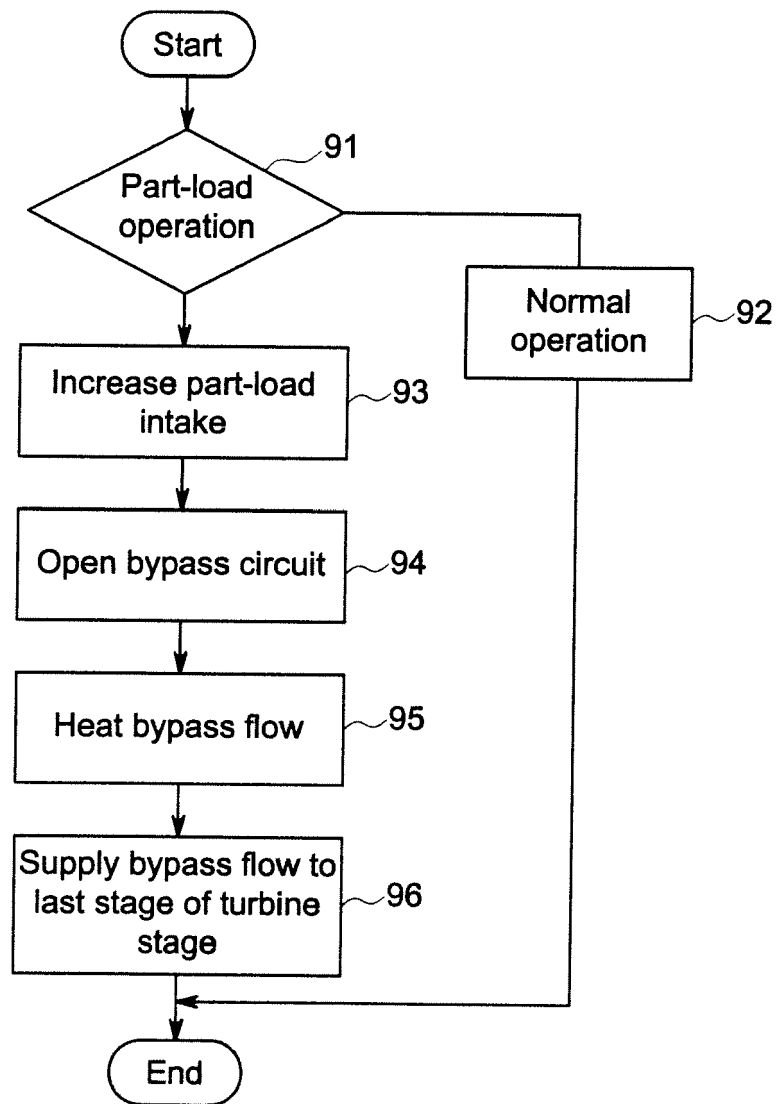 Start
91
Part-load
operation
Normal
operation
92
Increase part-load
intake
93
Open bypass circuit
94
Heat bypass flow
95
Supply bypass flow to
last stage of turbine
stage
96
End